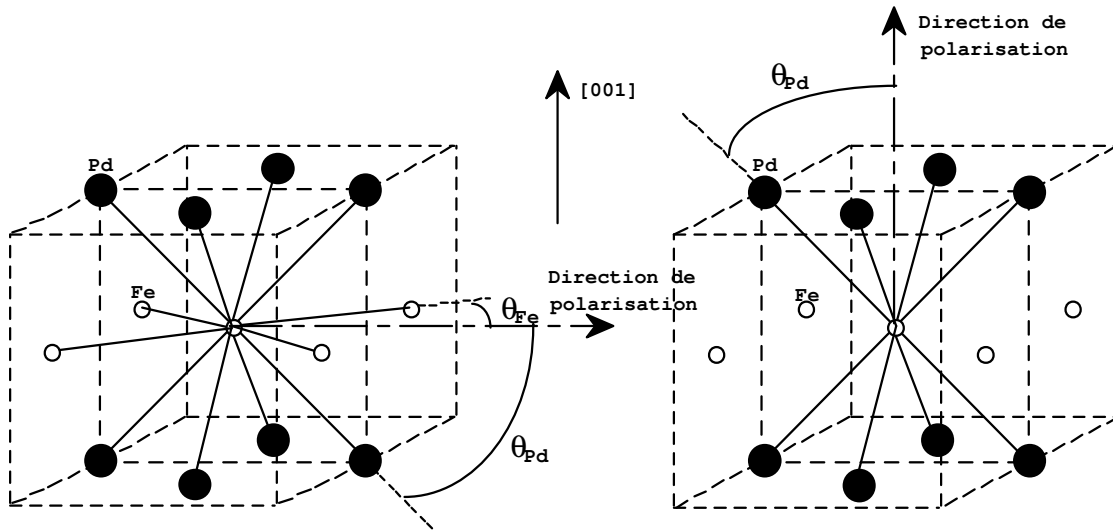 Pd
Fe
[001]
Direction de
polarisation
θFe
θPd
Direction de
polarisation
θPd
Pd
Fe